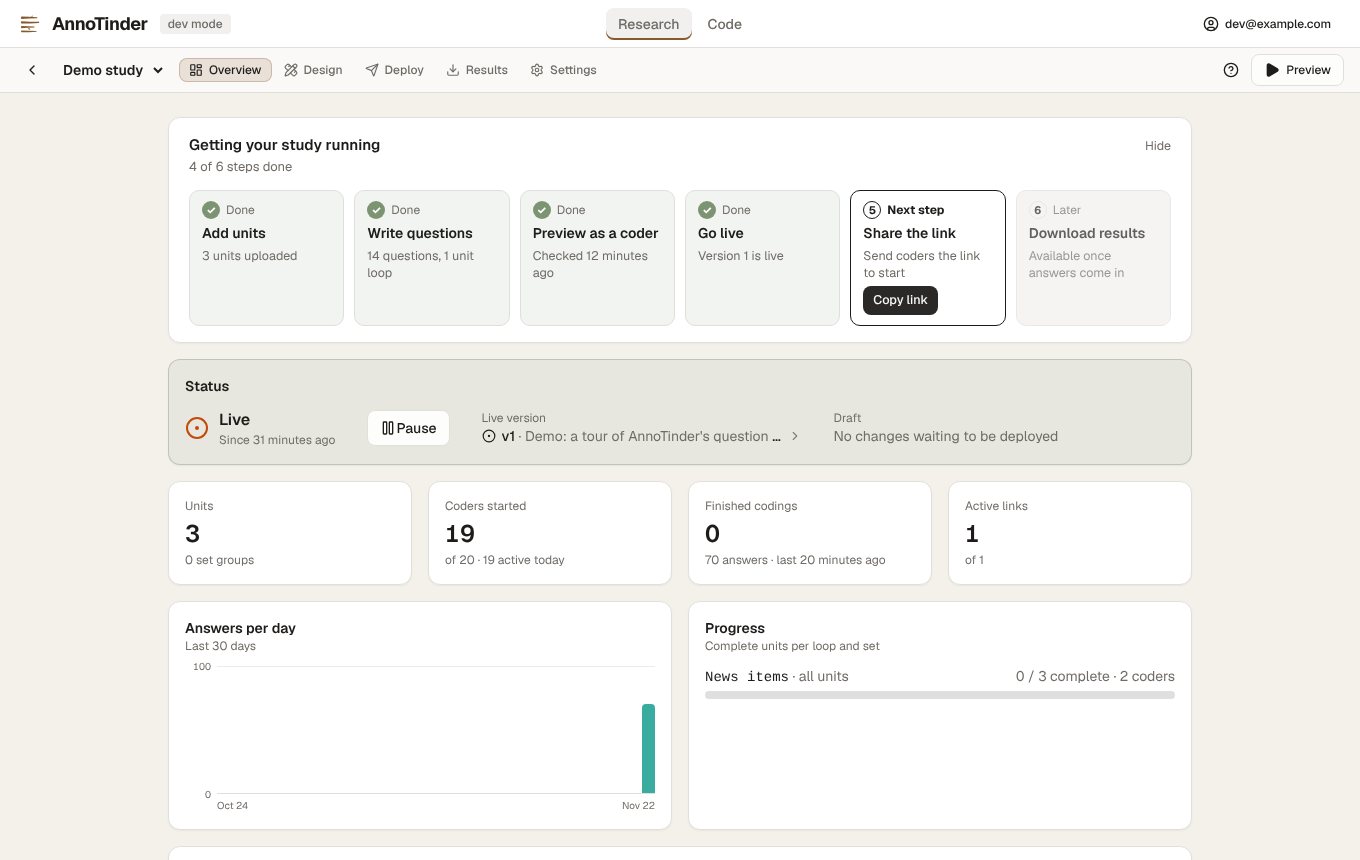 AnnoTinder dev mode Research Code dev@example.com
Demo study Overview Design Deploy Results Settings Preview
Getting your study running Hide
4 of 6 steps done
Done
Add units
3 units uploaded
Done
Write questions
14 questions, 1 unit
loop
Done
Preview as a coder
Checked 12 minutes
ago
Done
Go live
Version 1 is live
5 Next step
Share the link
Send coders the link
to start
Copy link
6 Later
Download results
Available once
answers come in
Status
Live
Since 31 minutes ago
Pause
Live version
v1 · Demo: a tour of AnnoTinder's question ...
Draft
No changes waiting to be deployed
Units
3
0 set groups
Coders started
19
of 20 · 19 active today
Finished codings
0
70 answers · last 20 minutes ago
Active links
1
of 1
Answers per day
Last 30 days
100
0
Oct 24 Nov 22
Progress
Complete units per loop and set
News items · all units 0 / 3 complete · 2 coders